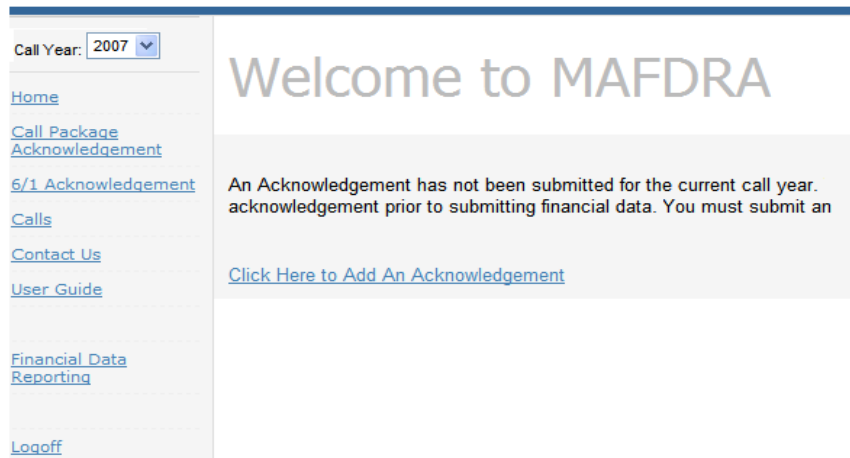 Call Year: 2007
Home
Call Package
Acknowledgement
6/1 Acknowledgement
Calls
Contact Us
User Guide
Financial Data
Reporting
Logoff
Welcome to MAFDRA
An Acknowledgement has not been submitted for the current call year.
acknowledgement prior to submitting financial data. You must submit an
Click Here to Add An Acknowledgement